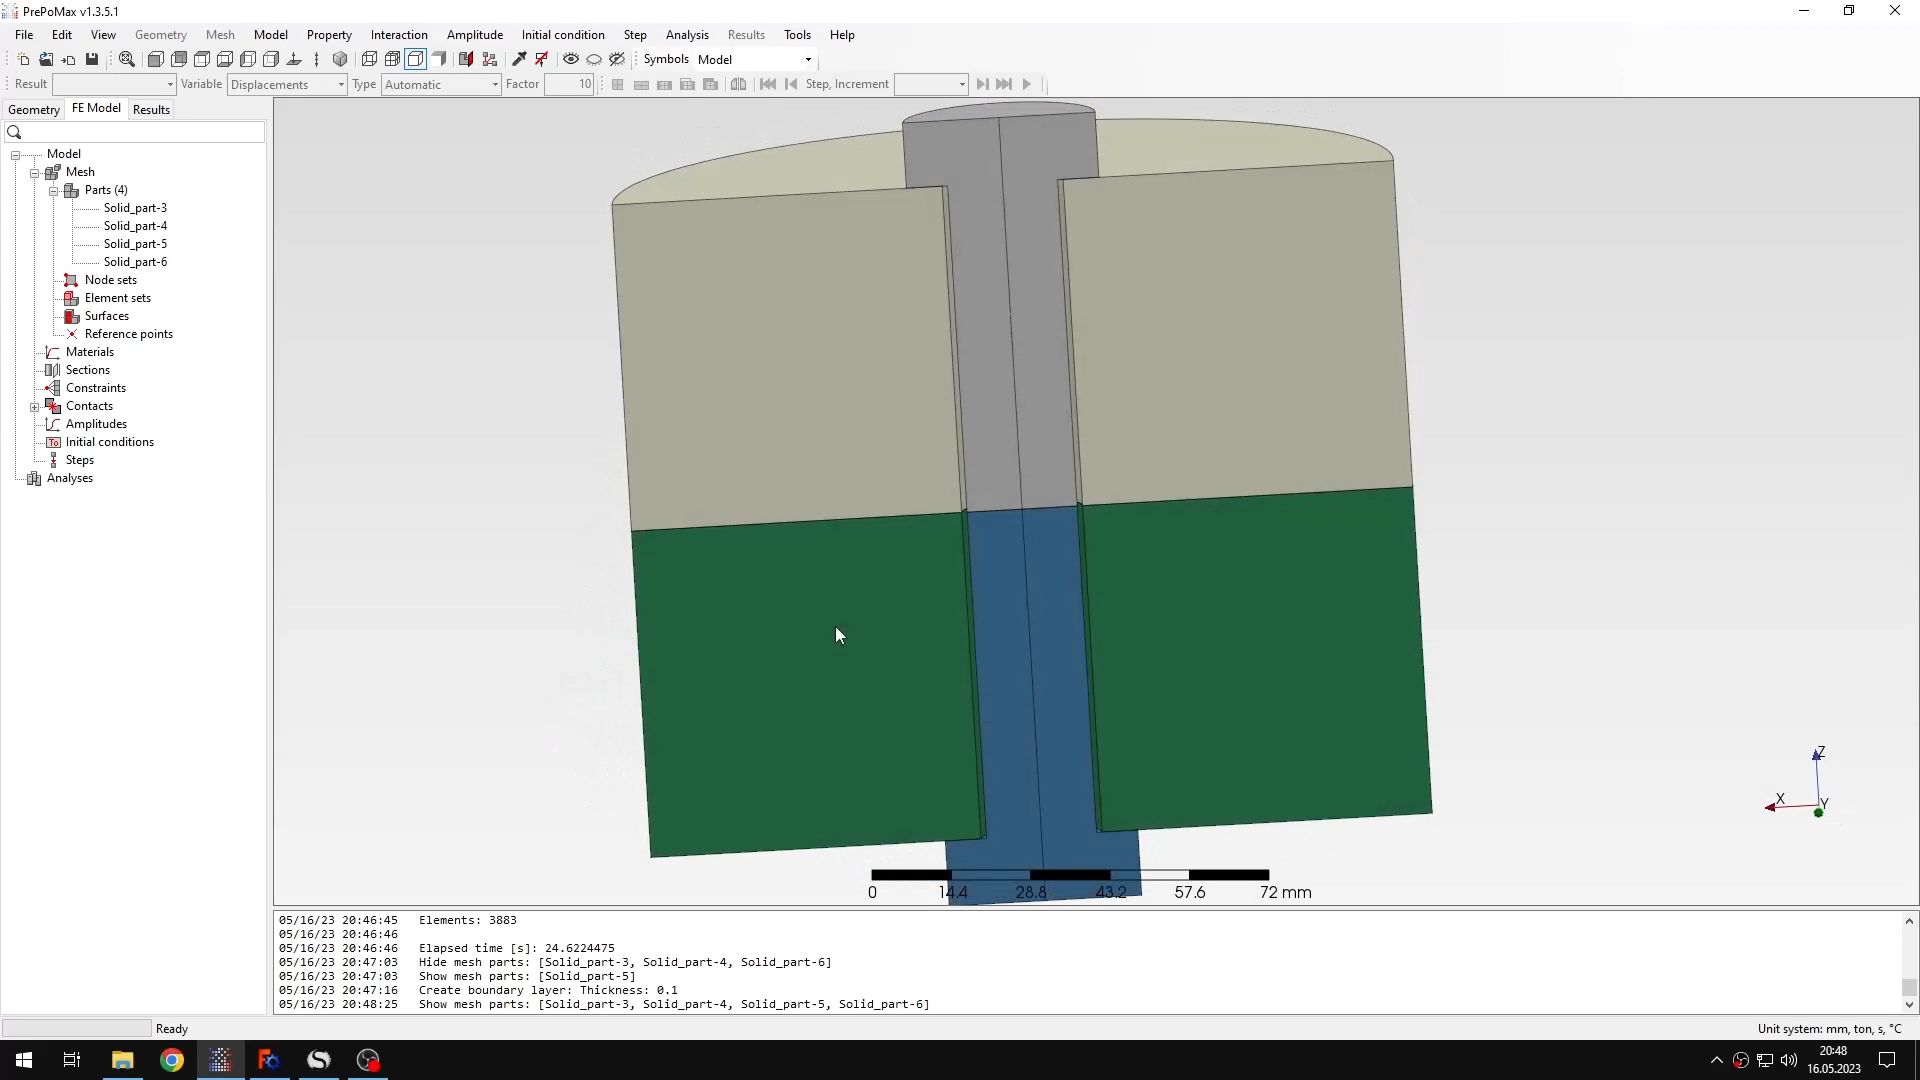 PrePoMax v1.3.5.1
File Edit View Geometry Mesh Model Property Interaction Amplitude Initial condition Step Analysis Results Tools Help
Symbols Model
Result Variable Displacements Type Automatic Factor 10 Step, Increment
Geometry FE Model Results
Model
Mesh
Parts (4)
Solid_part-3
Solid_part-4
Solid_part-5
Solid_part-6
Node sets
Element sets
Surfaces
Reference points
Materials
Sections
Constraints
Contacts
Amplitudes
Initial conditions
Steps
Analyses
Z
X
Y
0 14.4 28.8 43.2 57.6 72 mm
05/16/23 20:46:45 Elements: 3883
05/16/23 20:46:46
05/16/23 20:46:46 Elapsed time [s]: 24.6224475
05/16/23 20:47:03 Hide mesh parts: [Solid_part-3, Solid_part-4, Solid_part-6]
05/16/23 20:47:03 Show mesh parts: [Solid_part-5]
05/16/23 20:47:16 Create boundary layer: Thickness: 0.1
05/16/23 20:48:25 Show mesh parts: [Solid_part-3, Solid_part-4, Solid_part-5, Solid_part-6]
Ready
Unit system: mm, ton, s, °C
20:48
16.05.2023